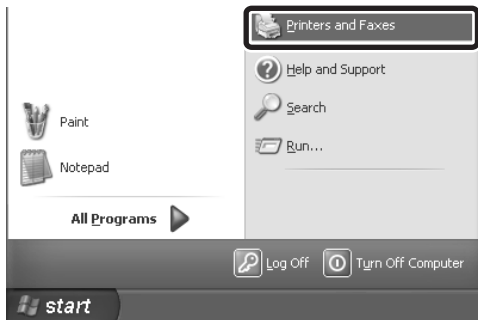 Printers and Faxes
Help and Support
Search
Run...
Paint
Notepad
All Programs
Log Off
Turn Off Computer
start